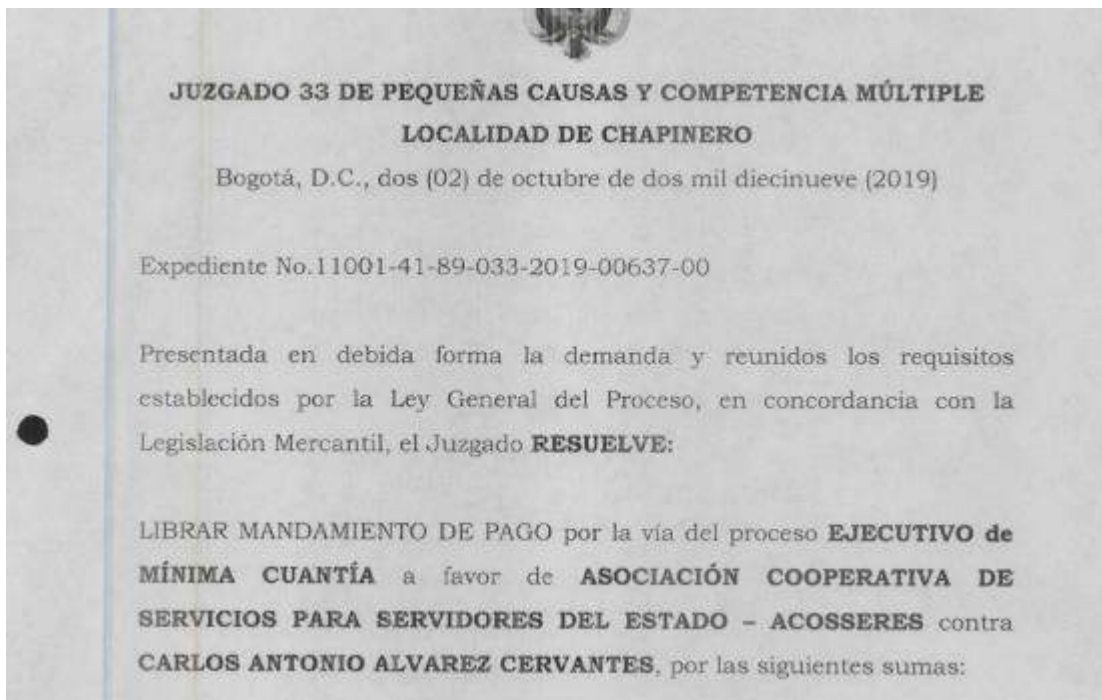 JUZGADO 33 DE PEQUEÑAS CAUSAS Y COMPETENCIA MÚLTIPLE
LOCALIDAD DE CHAPINERO
Bogotá, D.C., dos (02) de octubre de dos mil diecinueve (2019)
Expediente No.11001-41-89-033-2019-00637-00
Presentada en debida forma la demanda y reunidos los requisitos
establecidos por la Ley General del Proceso, en concordancia con la
Legislación Mercantil, el Juzgado RESUELVE:
LIBRAR MANDAMIENTO DE PAGO por la vía del proceso EJECUTIVO de
MÍNIMA CUANTÍA a favor de ASOCIACIÓN COOPERATIVA DE
SERVICIOS PARA SERVIDORES DEL ESTADO – ACOSSERES contra
CARLOS ANTONIO ALVAREZ CERVANTES, por las siguientes sumas: